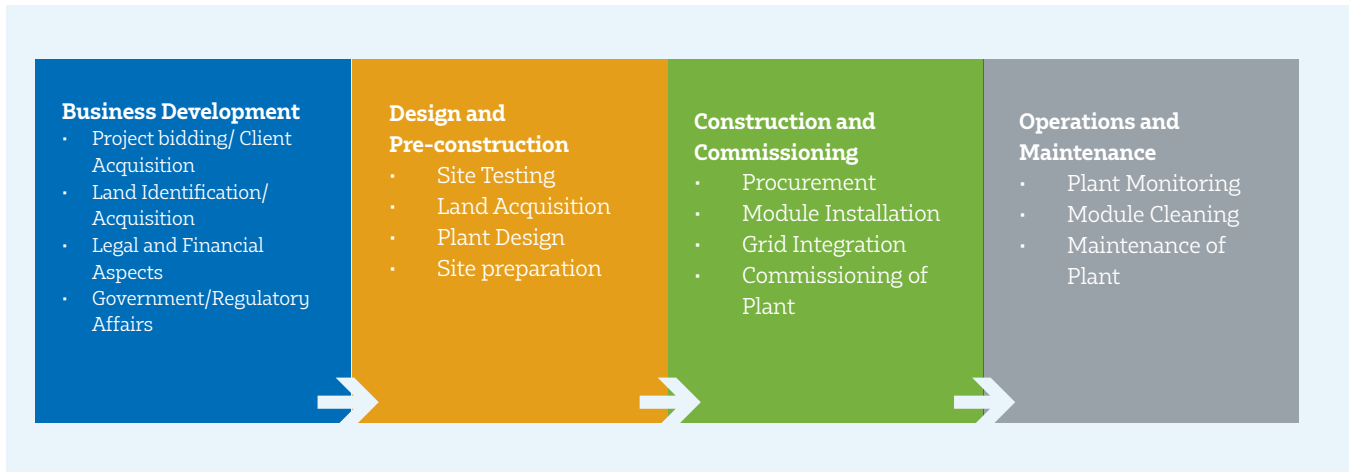 Business Development
• Project bidding/ Client
Acquisition
• Land Identification/
Acquisition
• Legal and Financial
Aspects
• Government/Regulatory
Affairs
Design and
Pre-construction
• Site Testing
• Land Acquisition
• Plant Design
• Site preparation
Construction and
Commissioning
• Procurement
• Module Installation
• Grid Integration
• Commissioning of
Plant
Operations and
Maintenance
• Plant Monitoring
• Module Cleaning
• Maintenance of
Plant